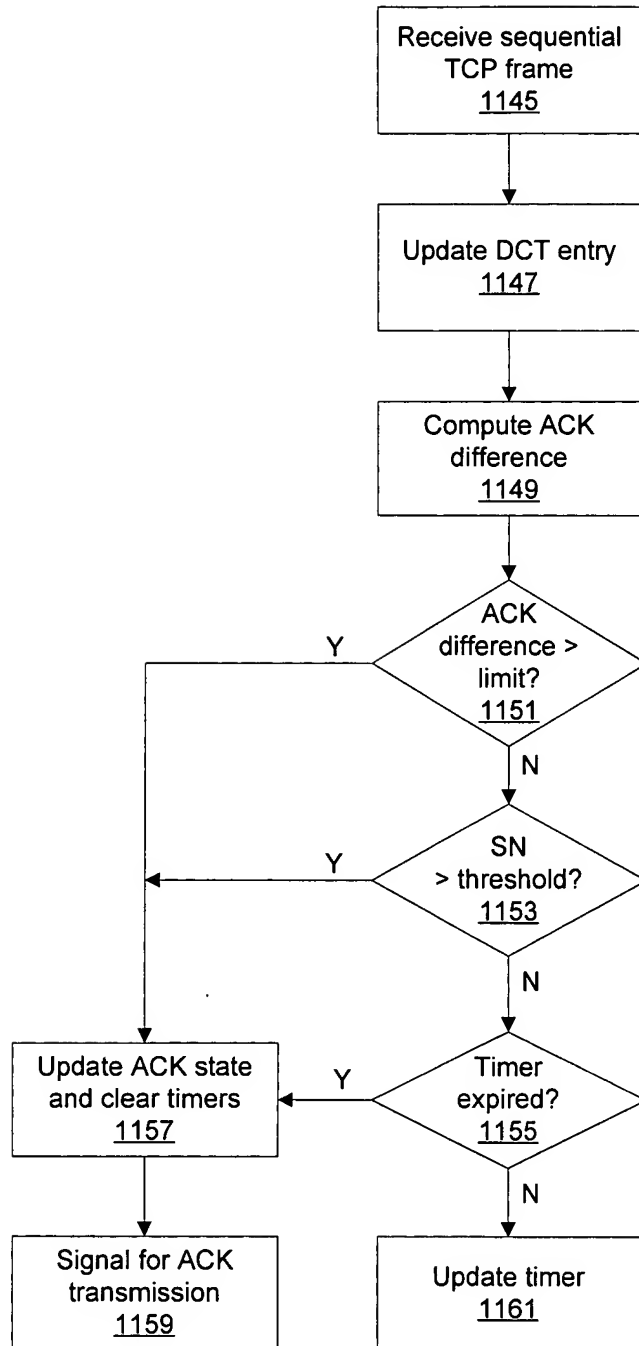 Receive sequential
TCP frame
1145
Update DCT entry
1147
Compute ACK
difference
1149
ACK
difference >
limit?
1151
Y
N
SN
> threshold?
1153
Y
N
Timer
expired?
1155
Y
N
Update ACK state
and clear timers
1157
Signal for ACK
transmission
1159
Update timer
1161